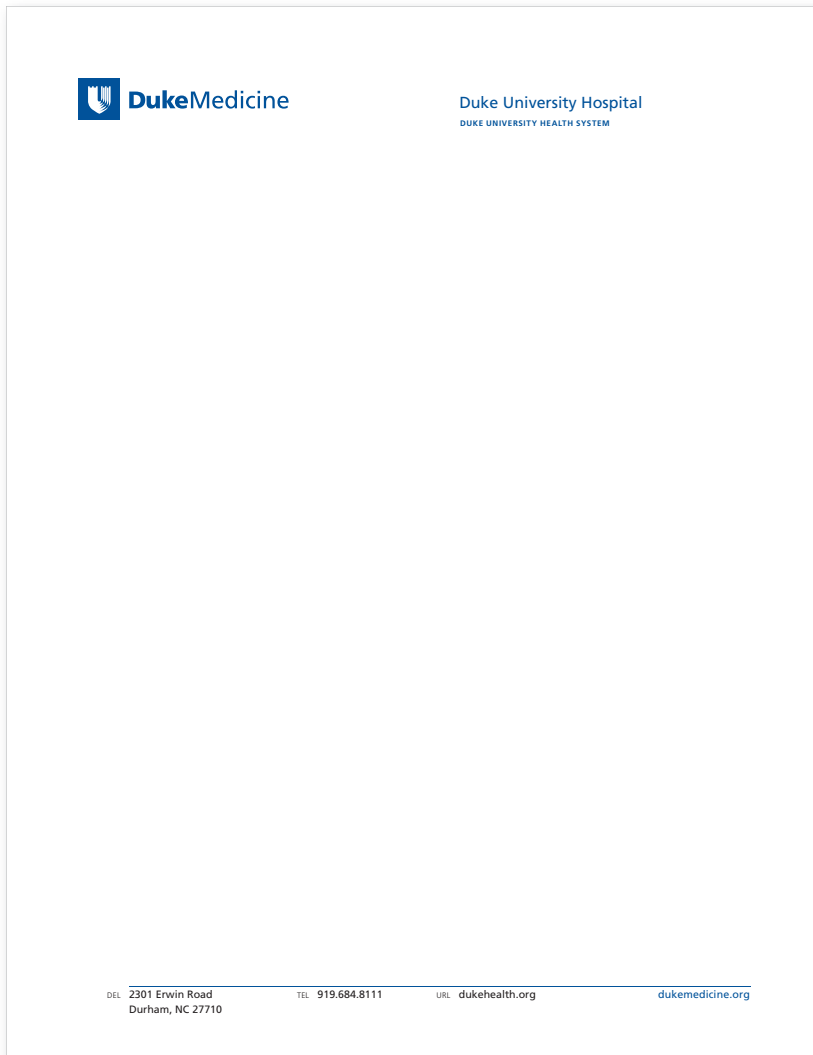 DukeMedicine
Duke University Hospital
DUKE UNIVERSITY HEALTH SYSTEM
DEL 2301 Erwin Road TEL 919.684.8111 URL dukehealth.org dukemedicine.org
Durham, NC 27710